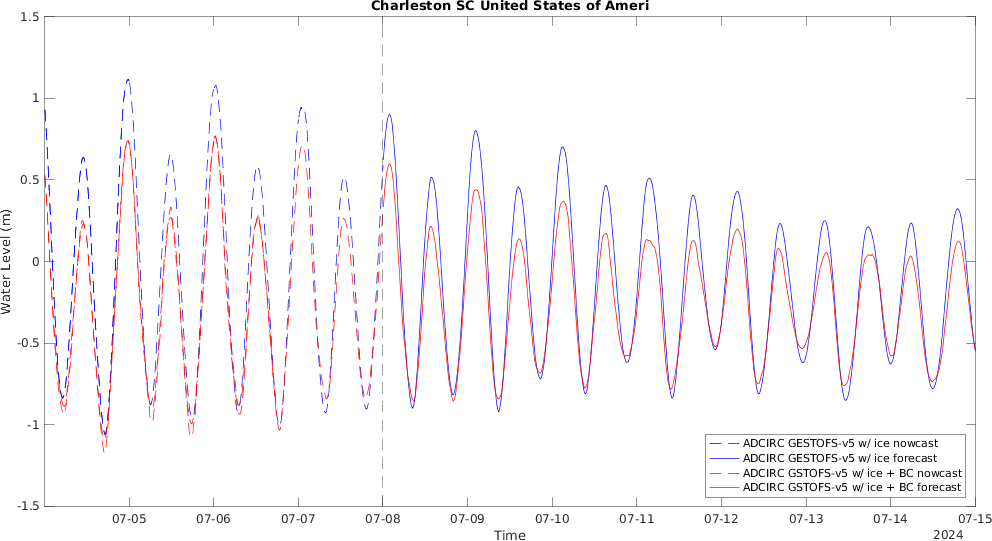 Charleston SC United States of Ameri
1.5
1
0.5
0
-0.5
-1
-1.5
Water Level (m)
ADCIRC GESTOFS-v5 w/ ice nowcast
ADCIRC GESTOFS-v5 w/ ice forecast
ADCIRC GSTOFS-v5 w/ ice + BC nowcast
ADCIRC GSTOFS-v5 w/ ice + BC forecast
07-05 07-06 07-07 07-08 07-09 07-10 07-11 07-12 07-13 07-14 07-15
Time
2024